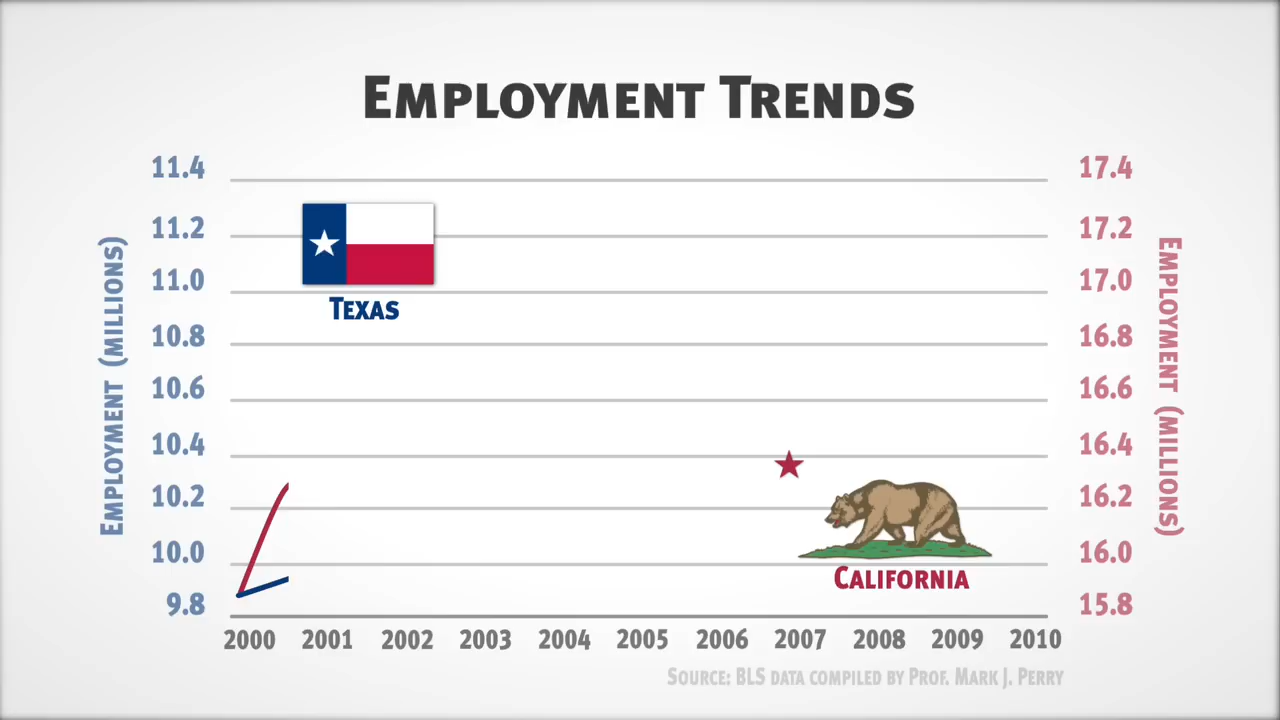 EMPLOYMENT TRENDS
11.4
11.2
11.0
10.8
10.6
10.4
10.2
10.0
9.8
EMPLOYMENT (MILLIONS)
TEXAS
17.4
17.2
17.0
16.8
16.6
16.4
16.2
16.0
15.8
EMPLOYMENT (MILLIONS)
CALIFORNIA
2000 2001 2002 2003 2004 2005 2006 2007 2008 2009 2010
SOURCE: BLS DATA COMPILED BY PROF. MARK J. PERRY